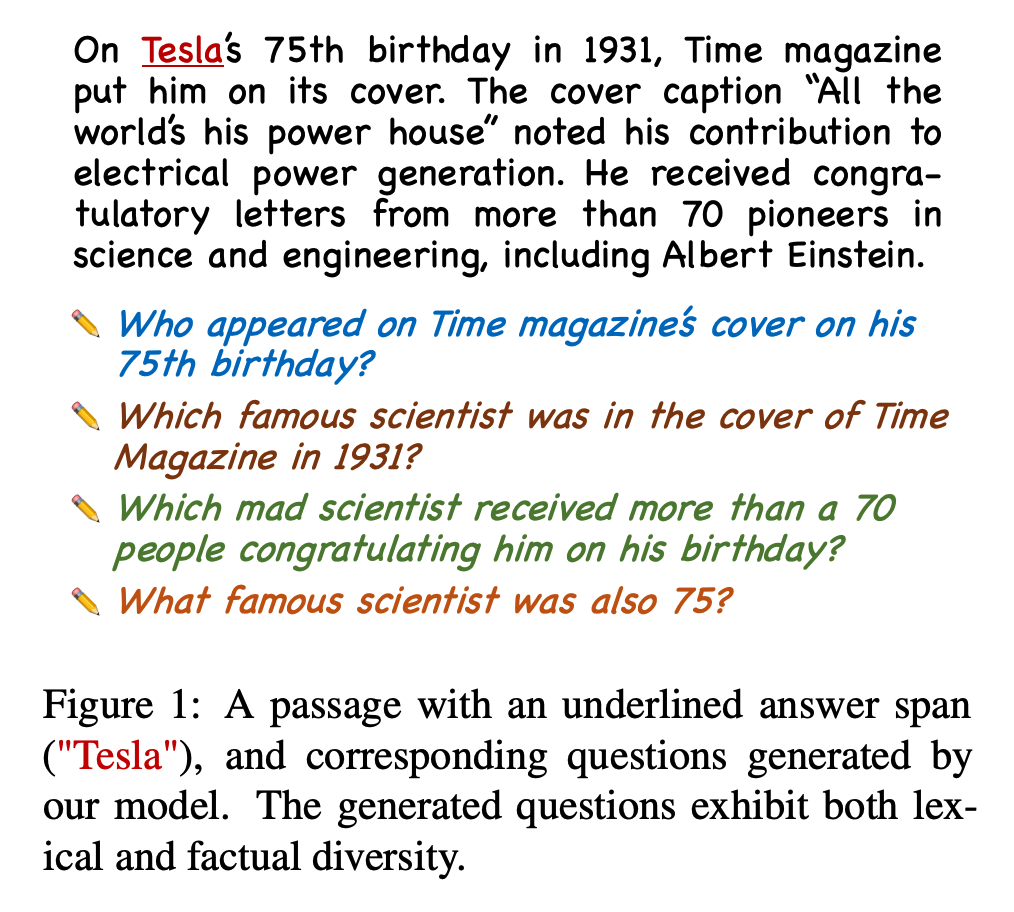 On Tesla's 75th birthday in 1931, Time magazine
put him on its cover. The cover caption “All the
world's his power house” noted his contribution to
electrical power generation. He received congra-
tulatory letters from more than 70 pioneers in
science and engineering, including Albert Einstein.
Who appeared on Time magazine's cover on his
75th birthday?
Which famous scientist was in the cover of Time
Magazine in 1931?
Which mad scientist received more than a 70
people congratulating him on his birthday?
What famous scientist was also 75?
Figure 1: A passage with an underlined answer span
("Tesla"), and corresponding questions generated by
our model. The generated questions exhibit both lex-
ical and factual diversity.